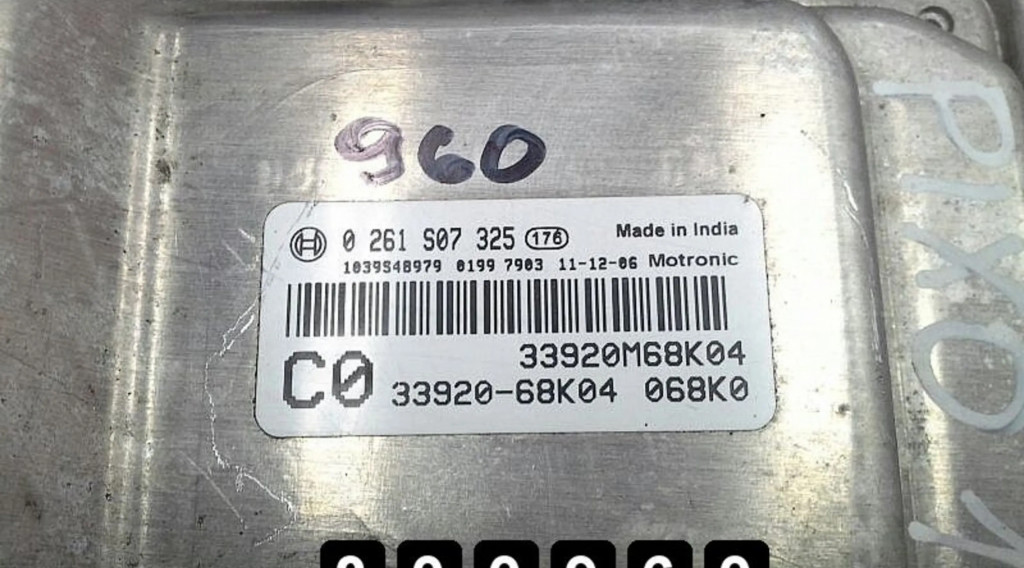 960
0 261 S07 325 176 Made in India
1039S48979 0199 7903 11-12-06 Motronic
33920M68K04
C0 33920-68K04 068K0
PIXO 1